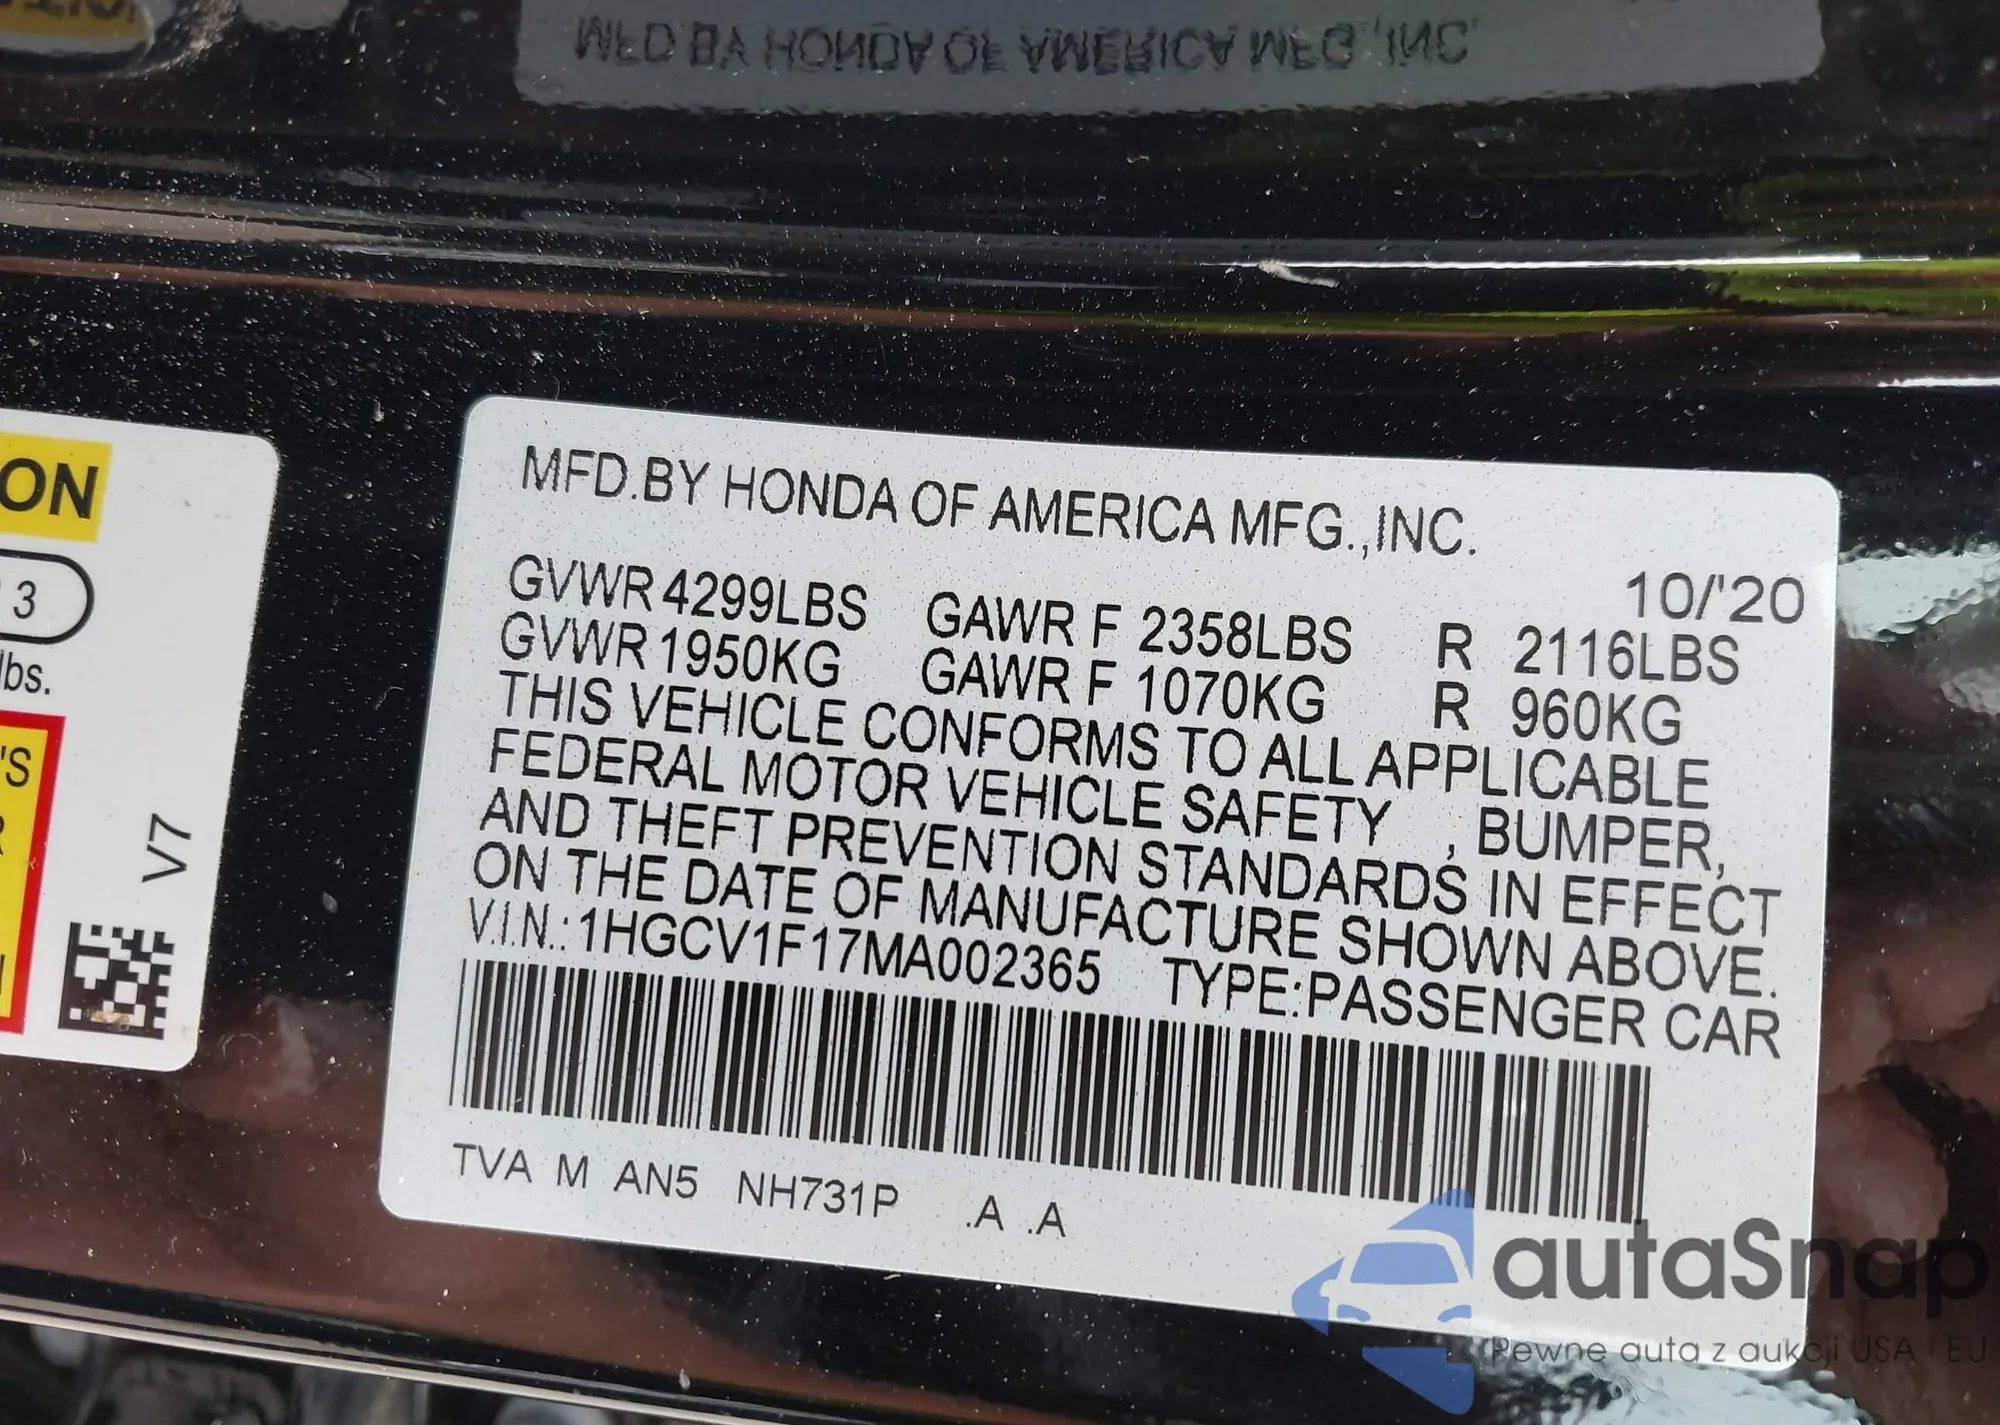 MFD.BY HONDA OF AMERICA MFG.,INC.
ON
3
lbs.
'S
V7
MFD.BY HONDA OF AMERICA MFG.,INC.
10/'20
GVWR 4299LBS GAWR F 2358LBS R 2116LBS
GVWR 1950KG GAWR F 1070KG R 960KG
THIS VEHICLE CONFORMS TO ALL APPLICABLE
FEDERAL MOTOR VEHICLE SAFETY , BUMPER,
AND THEFT PREVENTION STANDARDS IN EFFECT
ON THE DATE OF MANUFACTURE SHOWN ABOVE.
V.I.N.: 1HGCV1F17MA002365 TYPE:PASSENGER CAR
TVA M AN5 NH731P .A .A
autaSnap
Pewne auta z aukcji USA i EU